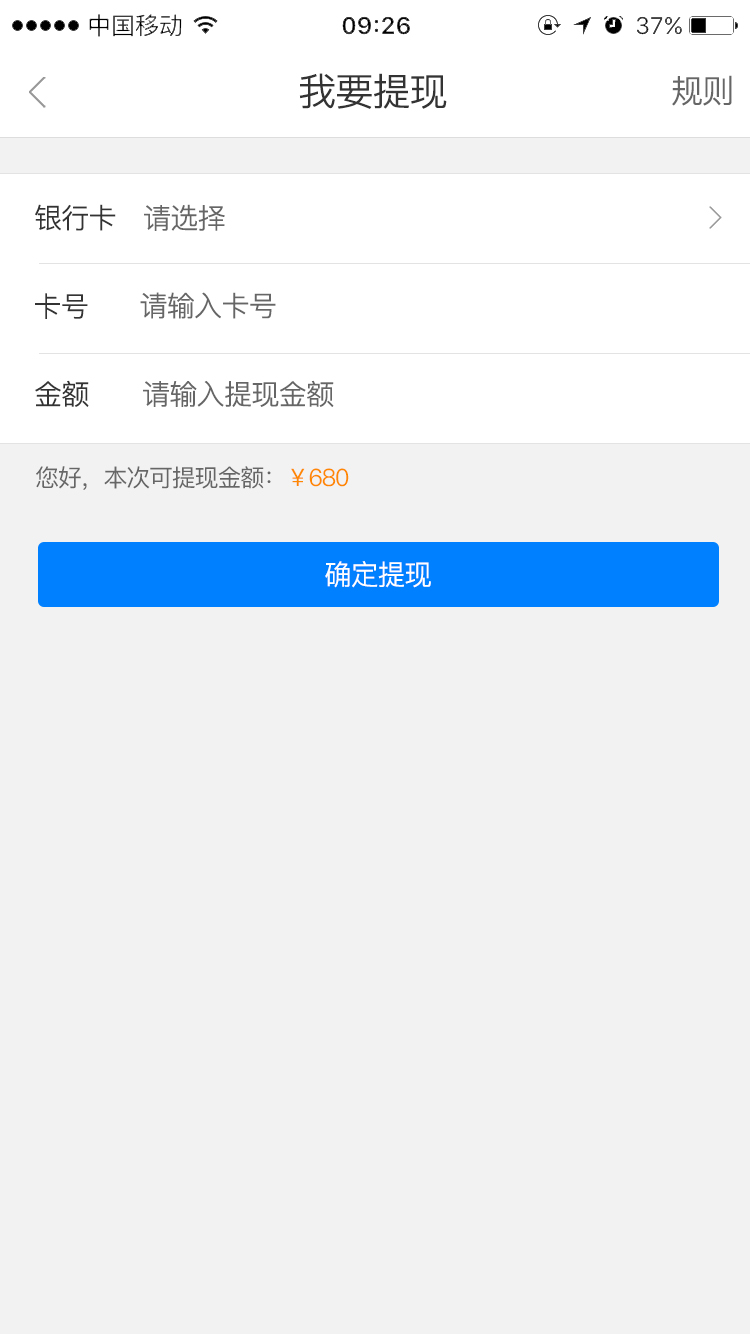 中国移动 09:26 37%
我要提现 规则
银行卡 请选择
卡号 请输入卡号
金额 请输入提现金额
您好，本次可提现金额：￥680
确定提现